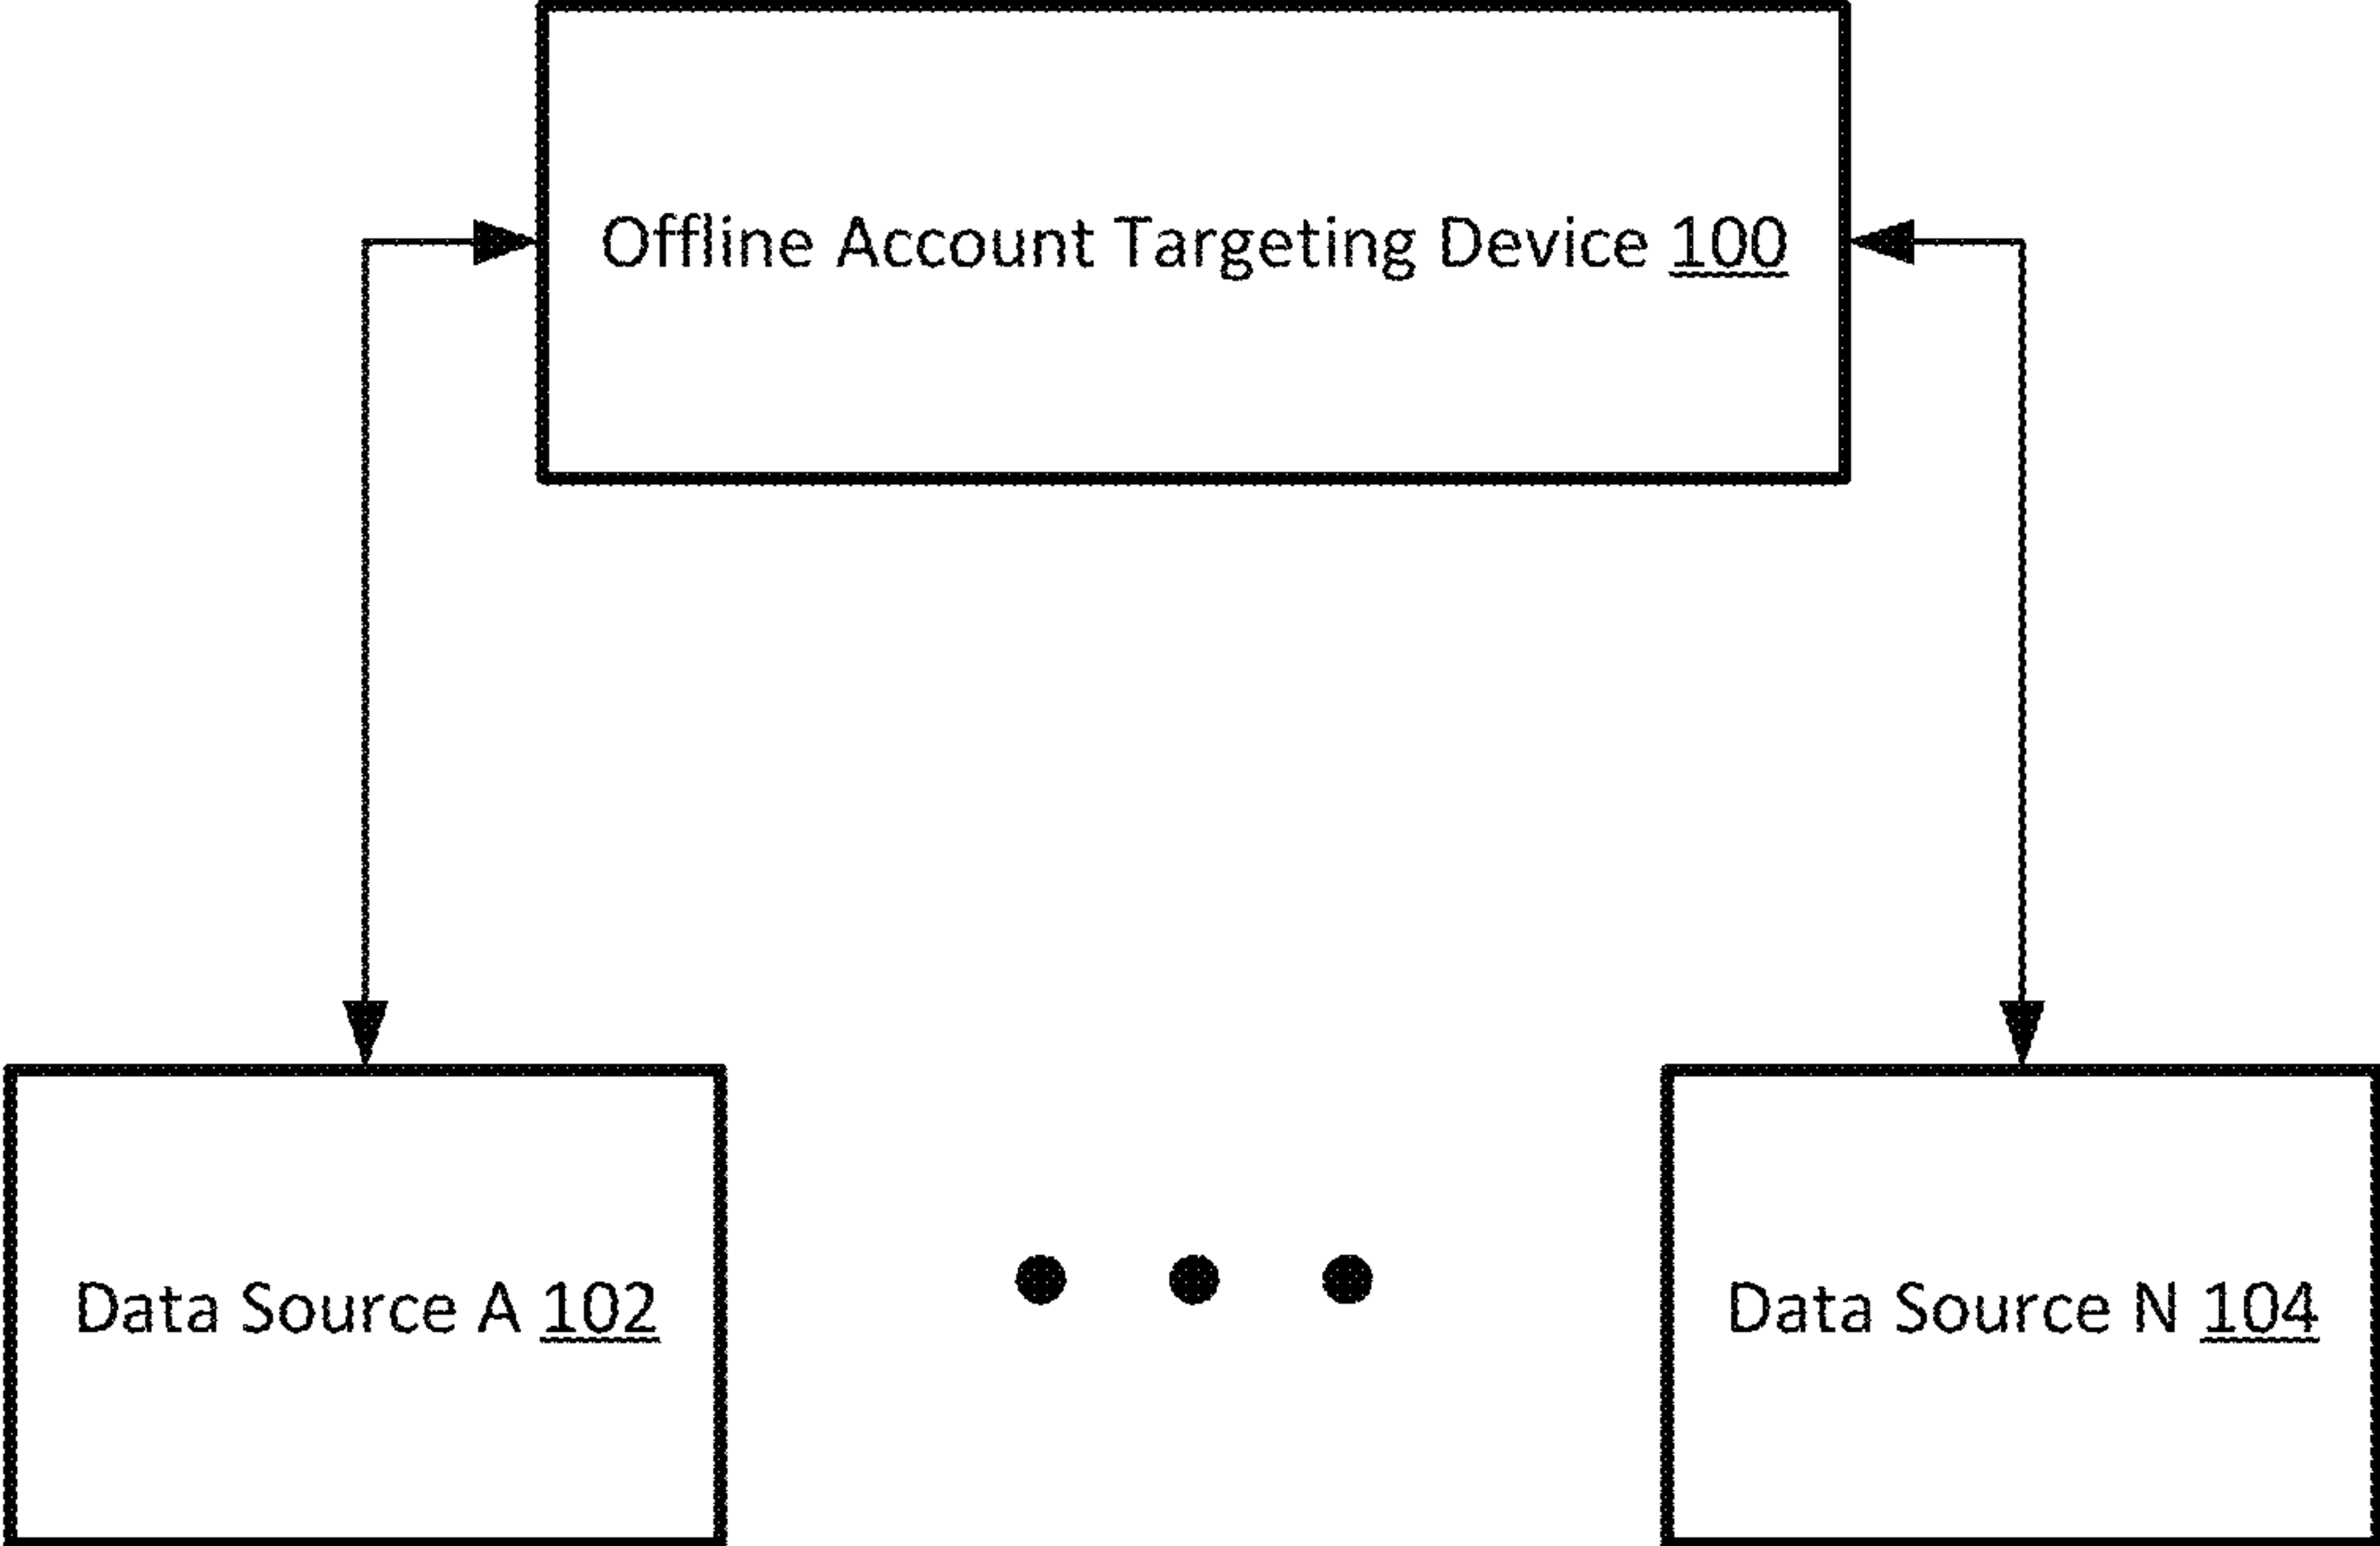 Offline Account Targeting Device 100
Data Source A 102
Data Source N 104